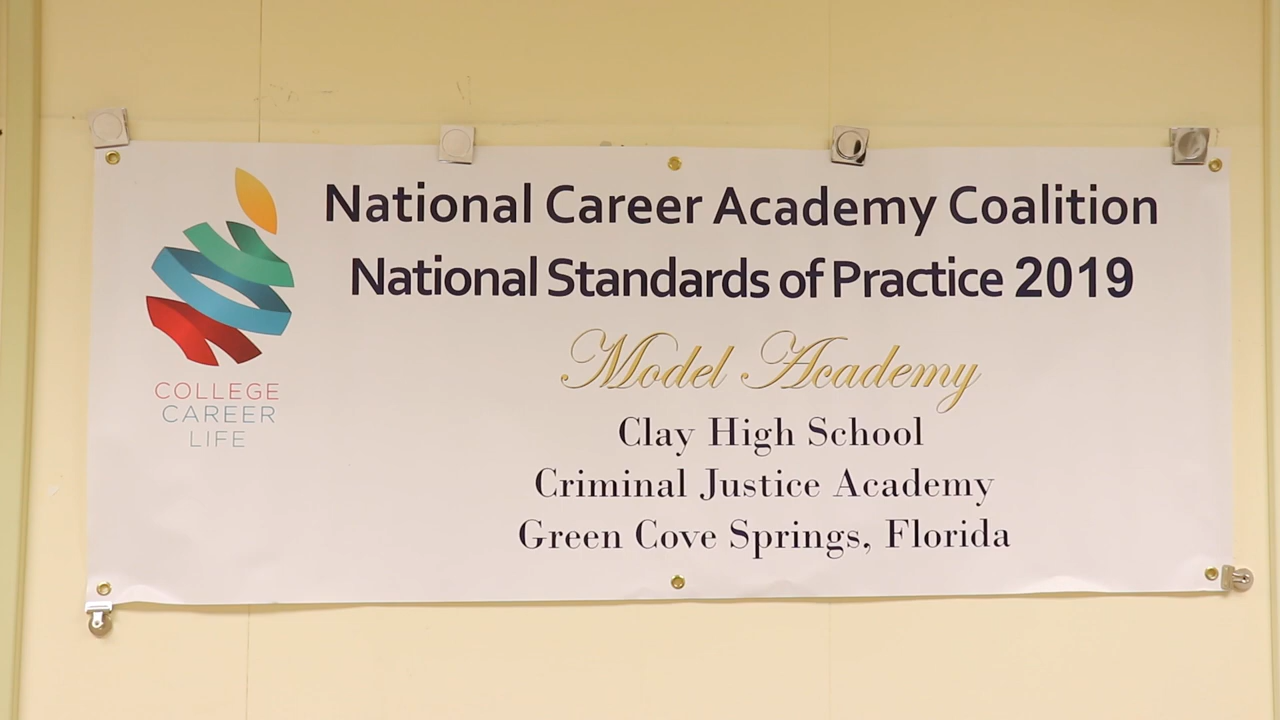 National Career Academy Coalition
National Standards of Practice 2019
Model Academy
Clay High School
Criminal Justice Academy
Green Cove Springs, Florida
COLLEGE
CAREER
LIFE